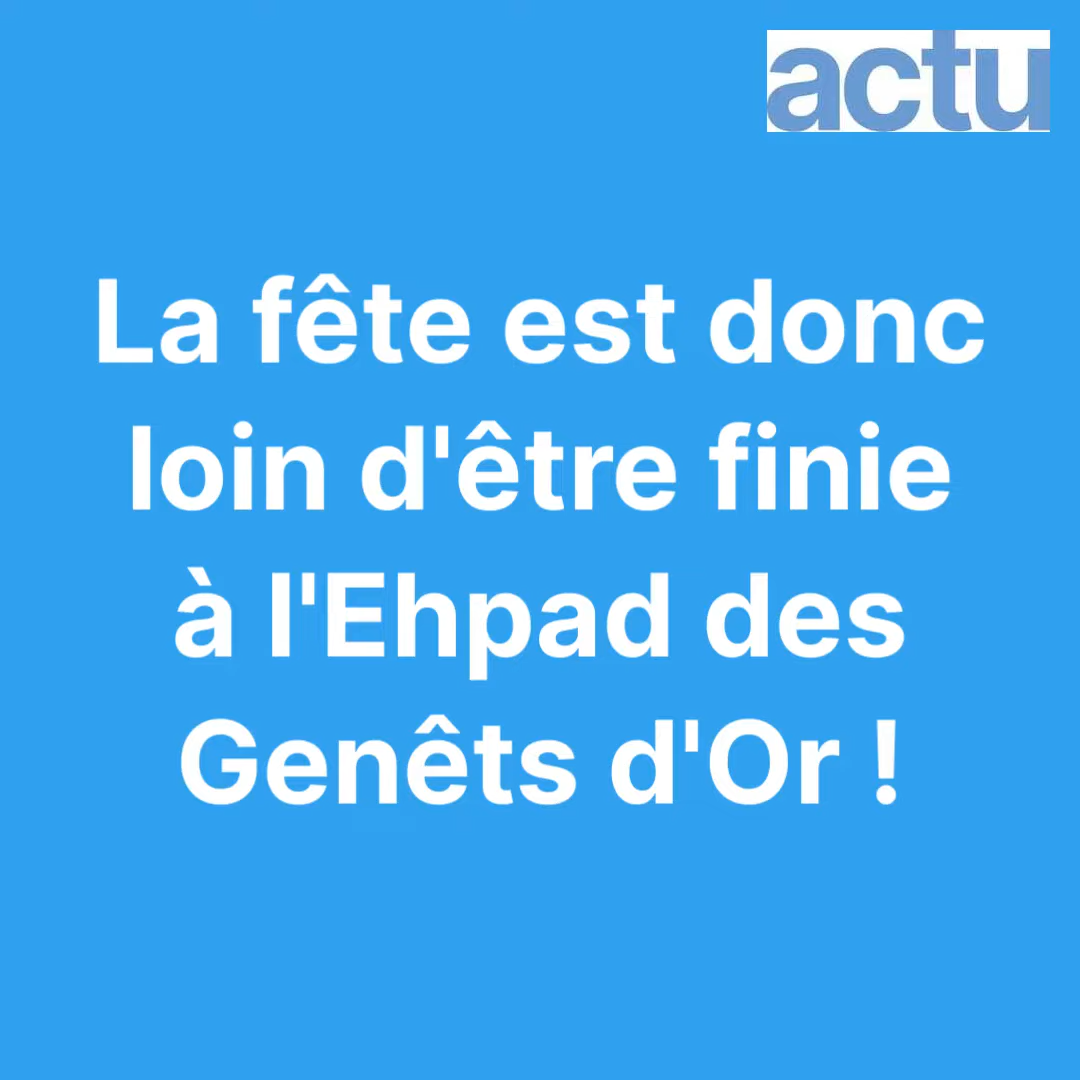 actu
La fête est donc
loin d'être finie
à l'Ehpad des
Genêts d'Or !